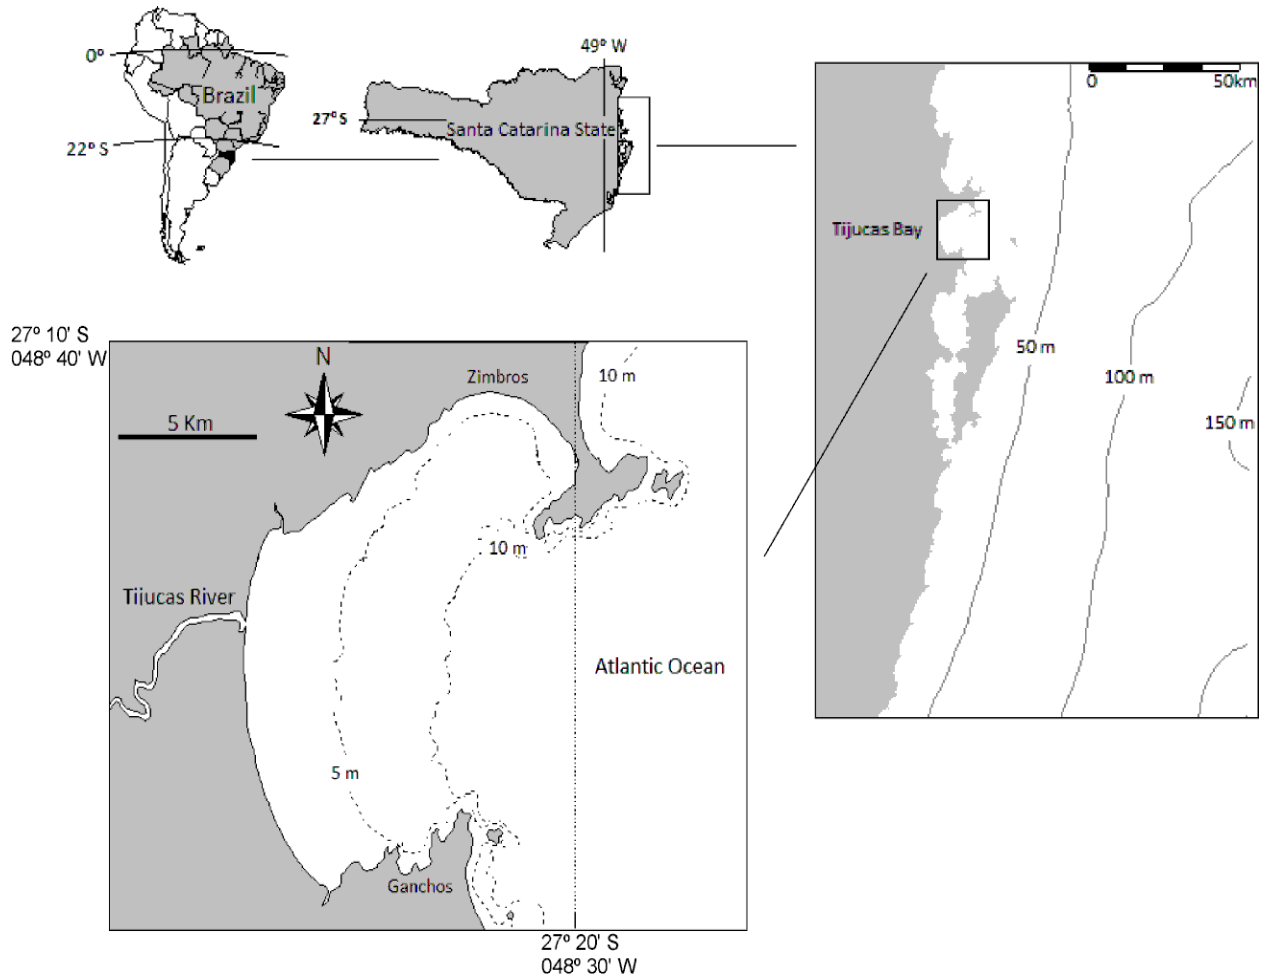 0º
Brazil
22º S
49º W
27º S
Santa Catarina State
0
50km
Tijucas Bay
50 m
100 m
150 m
27º 10' S
048º 40' W
N
5 Km
Zimbros
10 m
10 m
Tijucas River
Atlantic Ocean
5 m
Ganchos
27º 20' S
048º 30' W